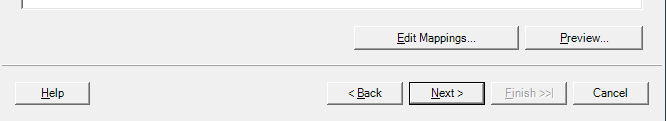 Edit Mappings... Preview...
Help < Back Next > Finish >>|
Cancel